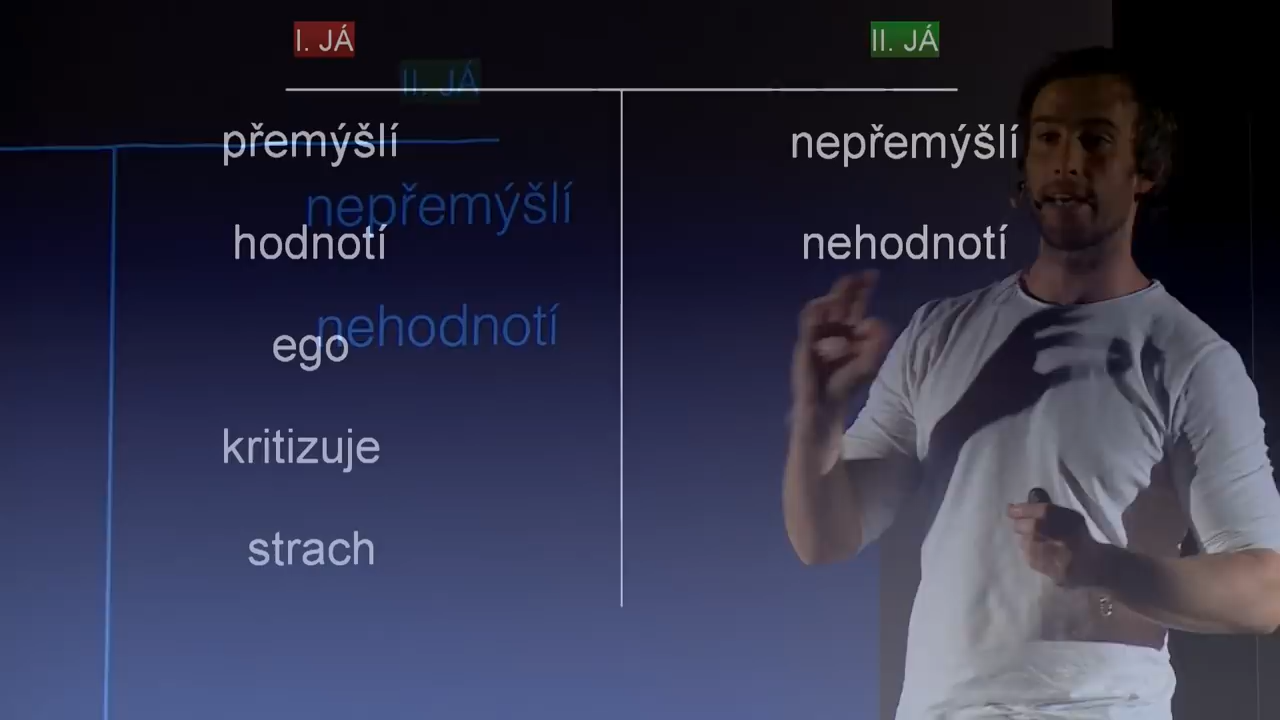 I. JÁ
II. JÁ
II. JÁ
přemýšlí
nepřemýšlí
nepřemýšlí
hodnotí
nehodnotí
nehodnotí
ego
kritizuje
strach